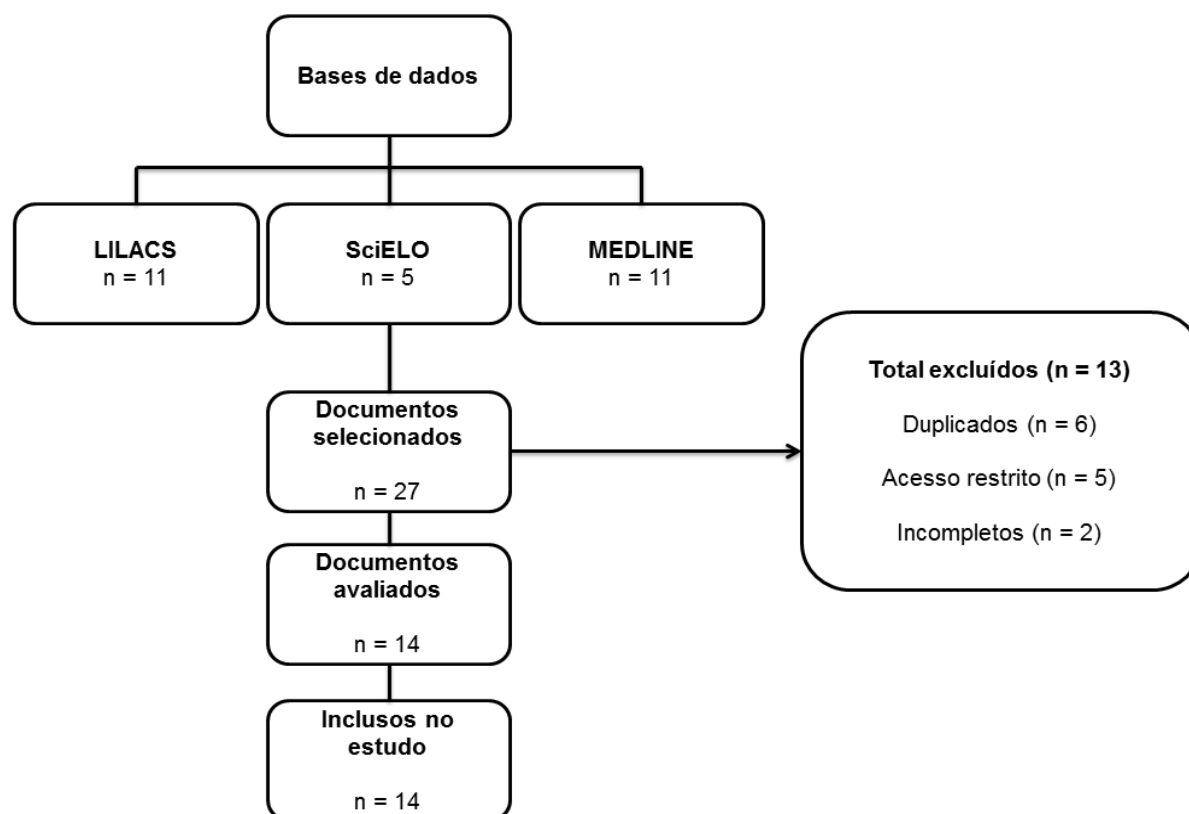 Bases de dados
LILACS
n = 11
SciELO
n = 5
MEDLINE
n = 11
Documentos
selecionados
n = 27
Total excluídos (n = 13)
Duplicados (n = 6)
Acesso restrito (n = 5)
Incompletos (n = 2)
Documentos
avaliados
n = 14
Inclusos no
estudo
n = 14